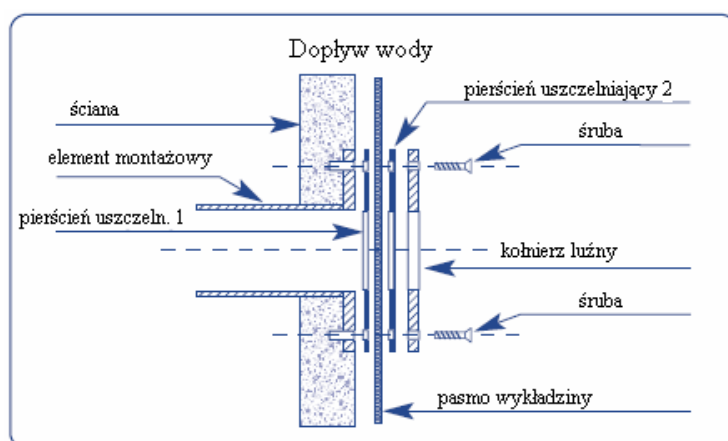 Dopływ wody
pierścień uszczelniający 2
ściana
śruba
element montażowy
pierścień uszczeln. 1
kołnierz luźny
śruba
pasmo wykładziny